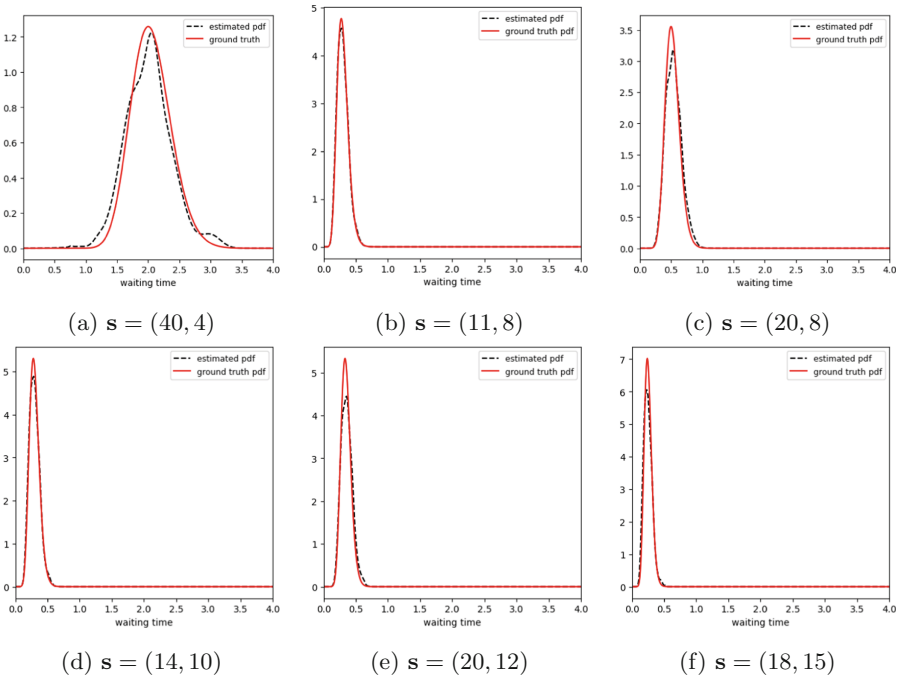 estimated pdf
ground truth
1.2
1.0
0.8
0.6
0.4
0.2
0.0
0.0 0.5 1.0 1.5 2.0 2.5 3.0 3.5 4.0
waiting time
(a) s = (40, 4)
estimated pdf
ground truth pdf
5
4
3
2
1
0
0.0 0.5 1.0 1.5 2.0 2.5 3.0 3.5 4.0
waiting time
(b) s = (11, 8)
estimated pdf
ground truth pdf
3.5
3.0
2.5
2.0
1.5
1.0
0.5
0.0
0.0 0.5 1.0 1.5 2.0 2.5 3.0 3.5 4.0
waiting time
(c) s = (20, 8)
estimated pdf
ground truth pdf
5
4
3
2
1
0
0.0 0.5 1.0 1.5 2.0 2.5 3.0 3.5 4.0
waiting time
(d) s = (14, 10)
estimated pdf
ground truth pdf
5
4
3
2
1
0
0.0 0.5 1.0 1.5 2.0 2.5 3.0 3.5 4.0
waiting time
(e) s = (20, 12)
estimated pdf
ground truth pdf
7
6
5
4
3
2
1
0
0.0 0.5 1.0 1.5 2.0 2.5 3.0 3.5 4.0
waiting time
(f) s = (18, 15)